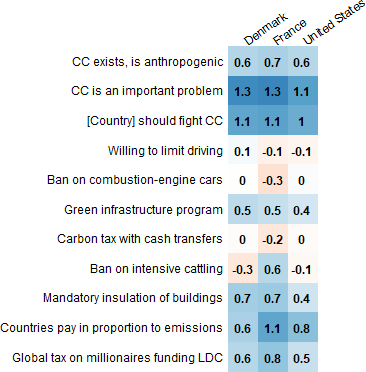 Denmark France United States
CC exists, is anthropogenic 0.6 0.7 0.6
CC is an important problem 1.3 1.3 1.1
[Country] should fight CC 1.1 1.1 1
Willing to limit driving 0.1 -0.1 -0.1
Ban on combustion-engine cars 0 -0.3 0
Green infrastructure program 0.5 0.5 0.4
Carbon tax with cash transfers 0 -0.2 0
Ban on intensive cattling -0.3 0.6 -0.1
Mandatory insulation of buildings 0.7 0.7 0.4
Countries pay in proportion to emissions 0.6 1.1 0.8
Global tax on millionaires funding LDC 0.6 0.8 0.5